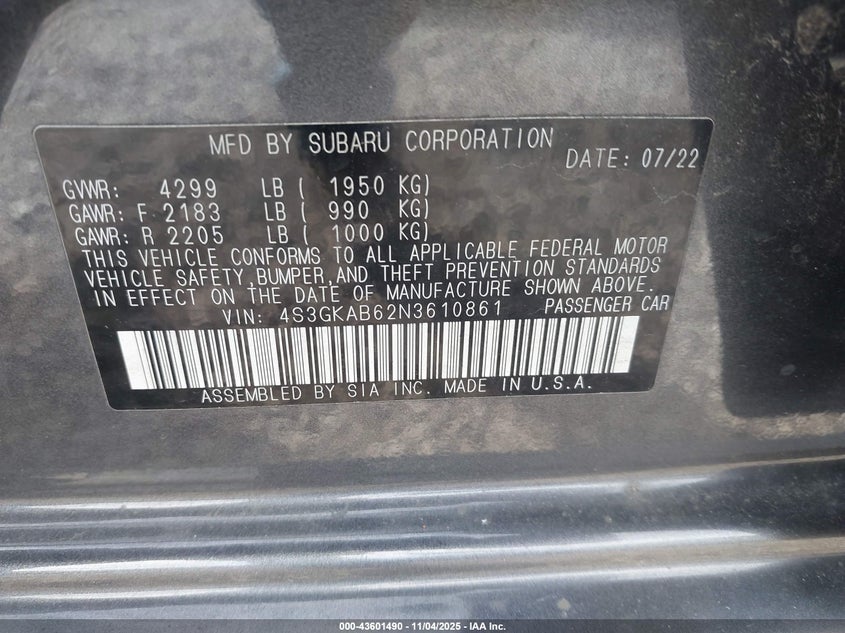 MFD BY SUBARU CORPORATION DATE: 07/22
GVWR: 4299 LB ( 1950 KG)
GAWR: F 2183 LB ( 990 KG)
GAWR: R 2205 LB ( 1000 KG)
THIS VEHICLE CONFORMS TO ALL APPLICABLE FEDERAL MOTOR
VEHICLE SAFETY, BUMPER, AND THEFT PREVENTION STANDARDS
IN EFFECT ON THE DATE OF MANUFACTURE SHOWN ABOVE.
VIN: 4S3GKAB62N3610861 PASSENGER CAR
ASSEMBLED BY SIA INC. MADE IN U.S.A.
000-43601490 - 11/04/2025 - IAA Inc.